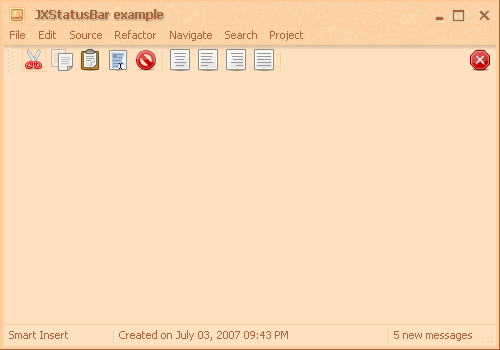 JXStatusBar example
File Edit Source Refactor Navigate Search Project
Smart Insert Created on July 03, 2007 09:43 PM 5 new messages